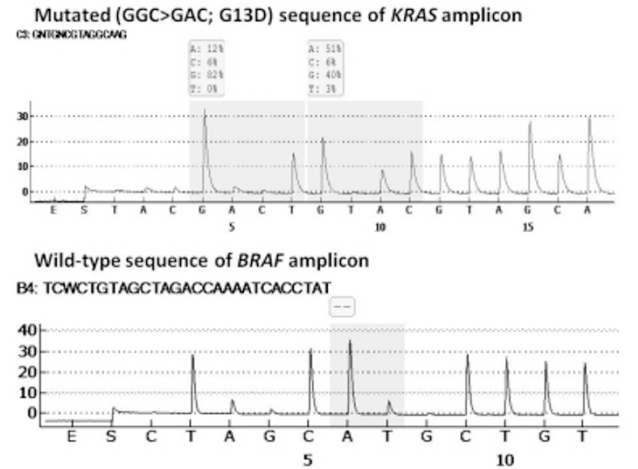 Mutated (GGC>GAC; G13D) sequence of KRAS amplicon
C3: GNTGNCGTAGGCAAG
A: 12% A: 51%
C: 6% C: 6%
G: 82% G: 40%
T: 0% T: 3%
30
20
10
0
E S T A C G A C T G T A C G T A G C A
5 10 15
Wild-type sequence of BRAF amplicon
B4: TCWCTGTAGCTAGACCAAAATCACCTAT
--
40
30
20
10
0
E S C T A G C A T G C T G T
5 10